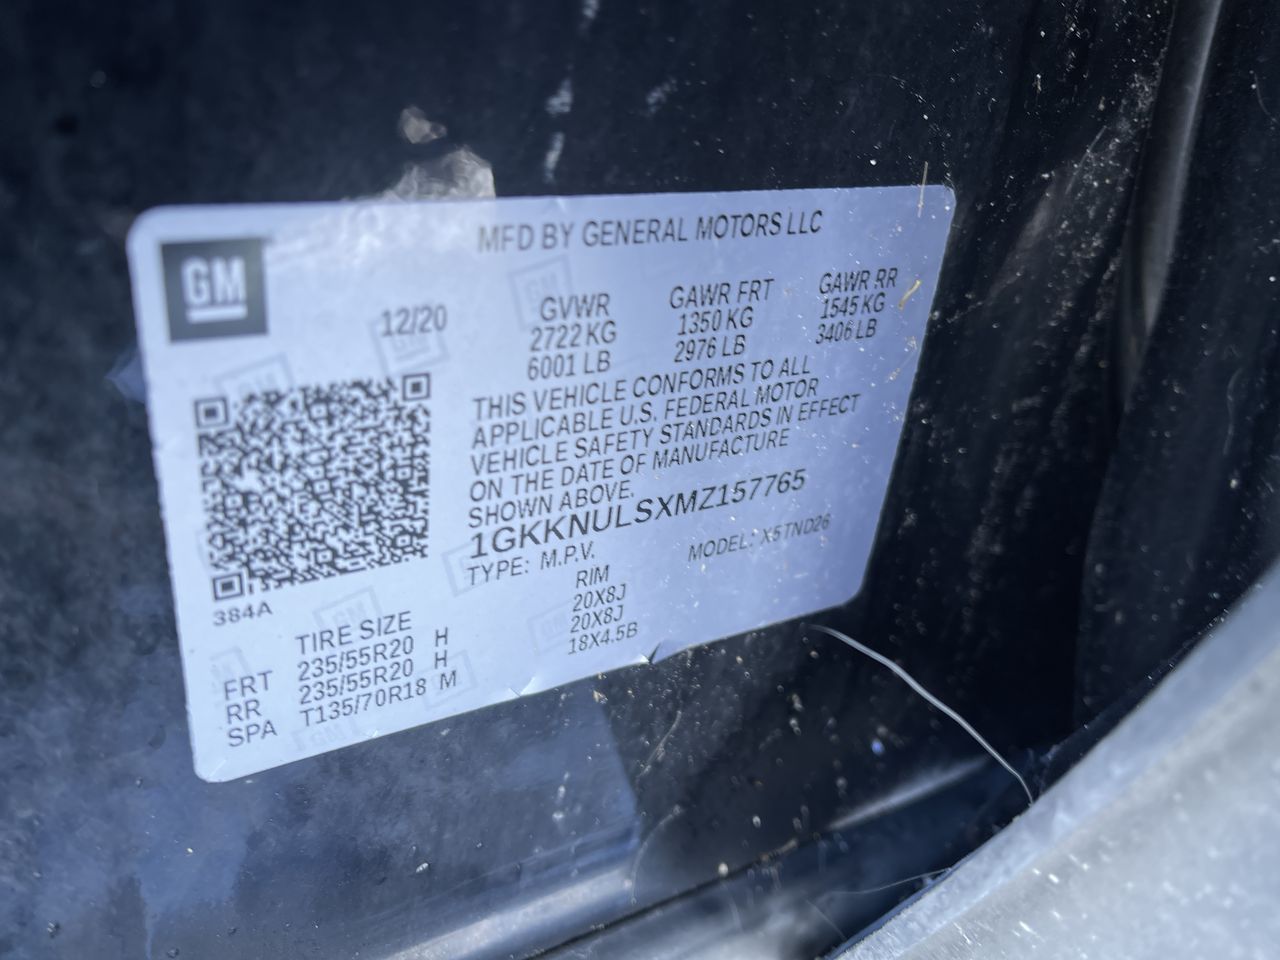 MFD BY GENERAL MOTORS LLC
GM
12/20
GVWR GAWR FRT GAWR RR
2722 KG 1350 KG 1545 KG
6001 LB 2976 LB 3406 LB
THIS VEHICLE CONFORMS TO ALL
APPLICABLE U.S. FEDERAL MOTOR
VEHICLE SAFETY STANDARDS IN EFFECT
ON THE DATE OF MANUFACTURE
SHOWN ABOVE.
1GKKNULSXMZ157765
TYPE: M.P.V. MODEL: X5TND26
384A
TIRE SIZE RIM
FRT 235/55R20 H 20X8J
RR 235/55R20 H 20X8J
SPA T135/70R18 M 18X4.5B